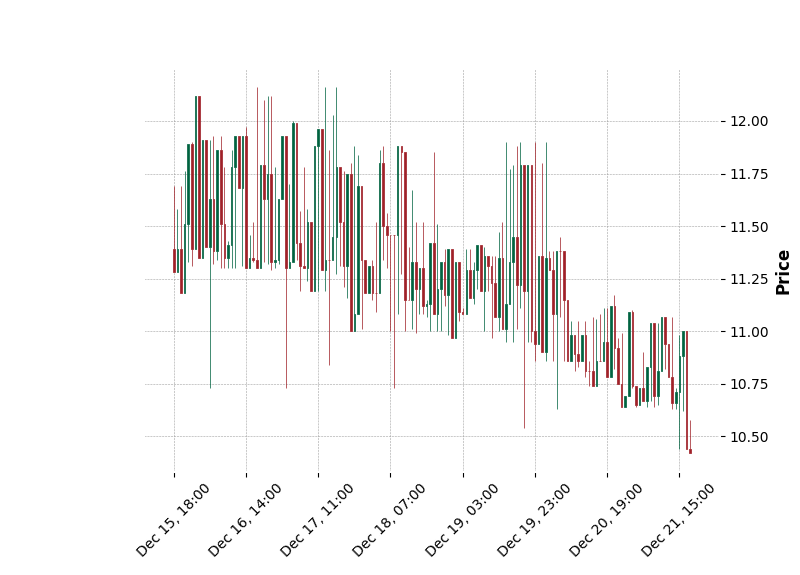 12.00
11.75
11.50
11.25
11.00
10.75
10.50
Price
Dec 15, 18:00
Dec 16, 14:00
Dec 17, 11:00
Dec 18, 07:00
Dec 19, 03:00
Dec 19, 23:00
Dec 20, 19:00
Dec 21, 15:00